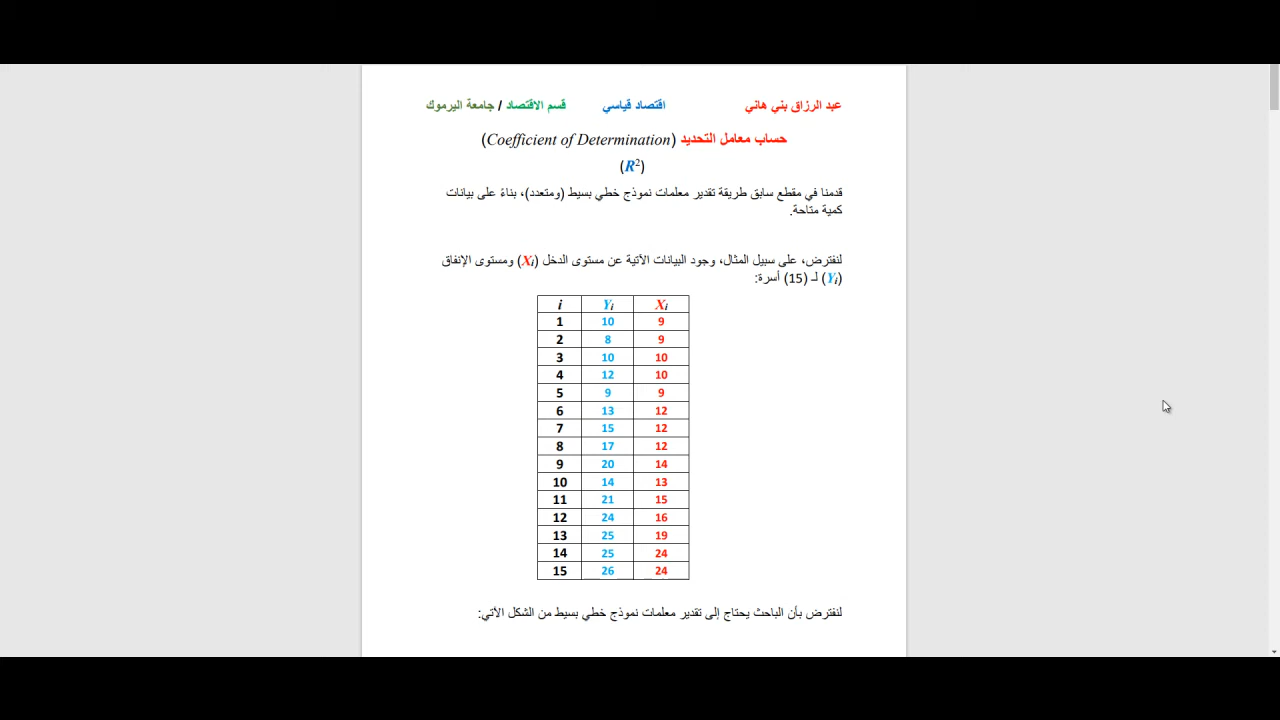 عبد الرزاق بني هاني اقتصاد قياسي قسم الاقتصاد / جامعة اليرموك
حساب معامل التحديد (Coefficient of Determination)
(R²)
قدمنا في مقطع سابق طريقة تقدير معلمات نموذج خطي بسيط (ومتعدد)، بناءً على بيانات
كمية متاحة.
لنفترض، على سبيل المثال، وجود البيانات الآتية عن مستوى الدخل (Xi) ومستوى الإنفاق
(Yi) لـ (15) أسرة:
i Yi Xi
1 10 9
2 8 9
3 10 10
4 12 10
5 9 9
6 13 12
7 15 12
8 17 12
9 20 14
10 14 13
11 21 15
12 24 16
13 25 19
14 25 24
15 26 24
لنفترض بأن الباحث يحتاج إلى تقدير معلمات نموذج خطي بسيط من الشكل الآتي: